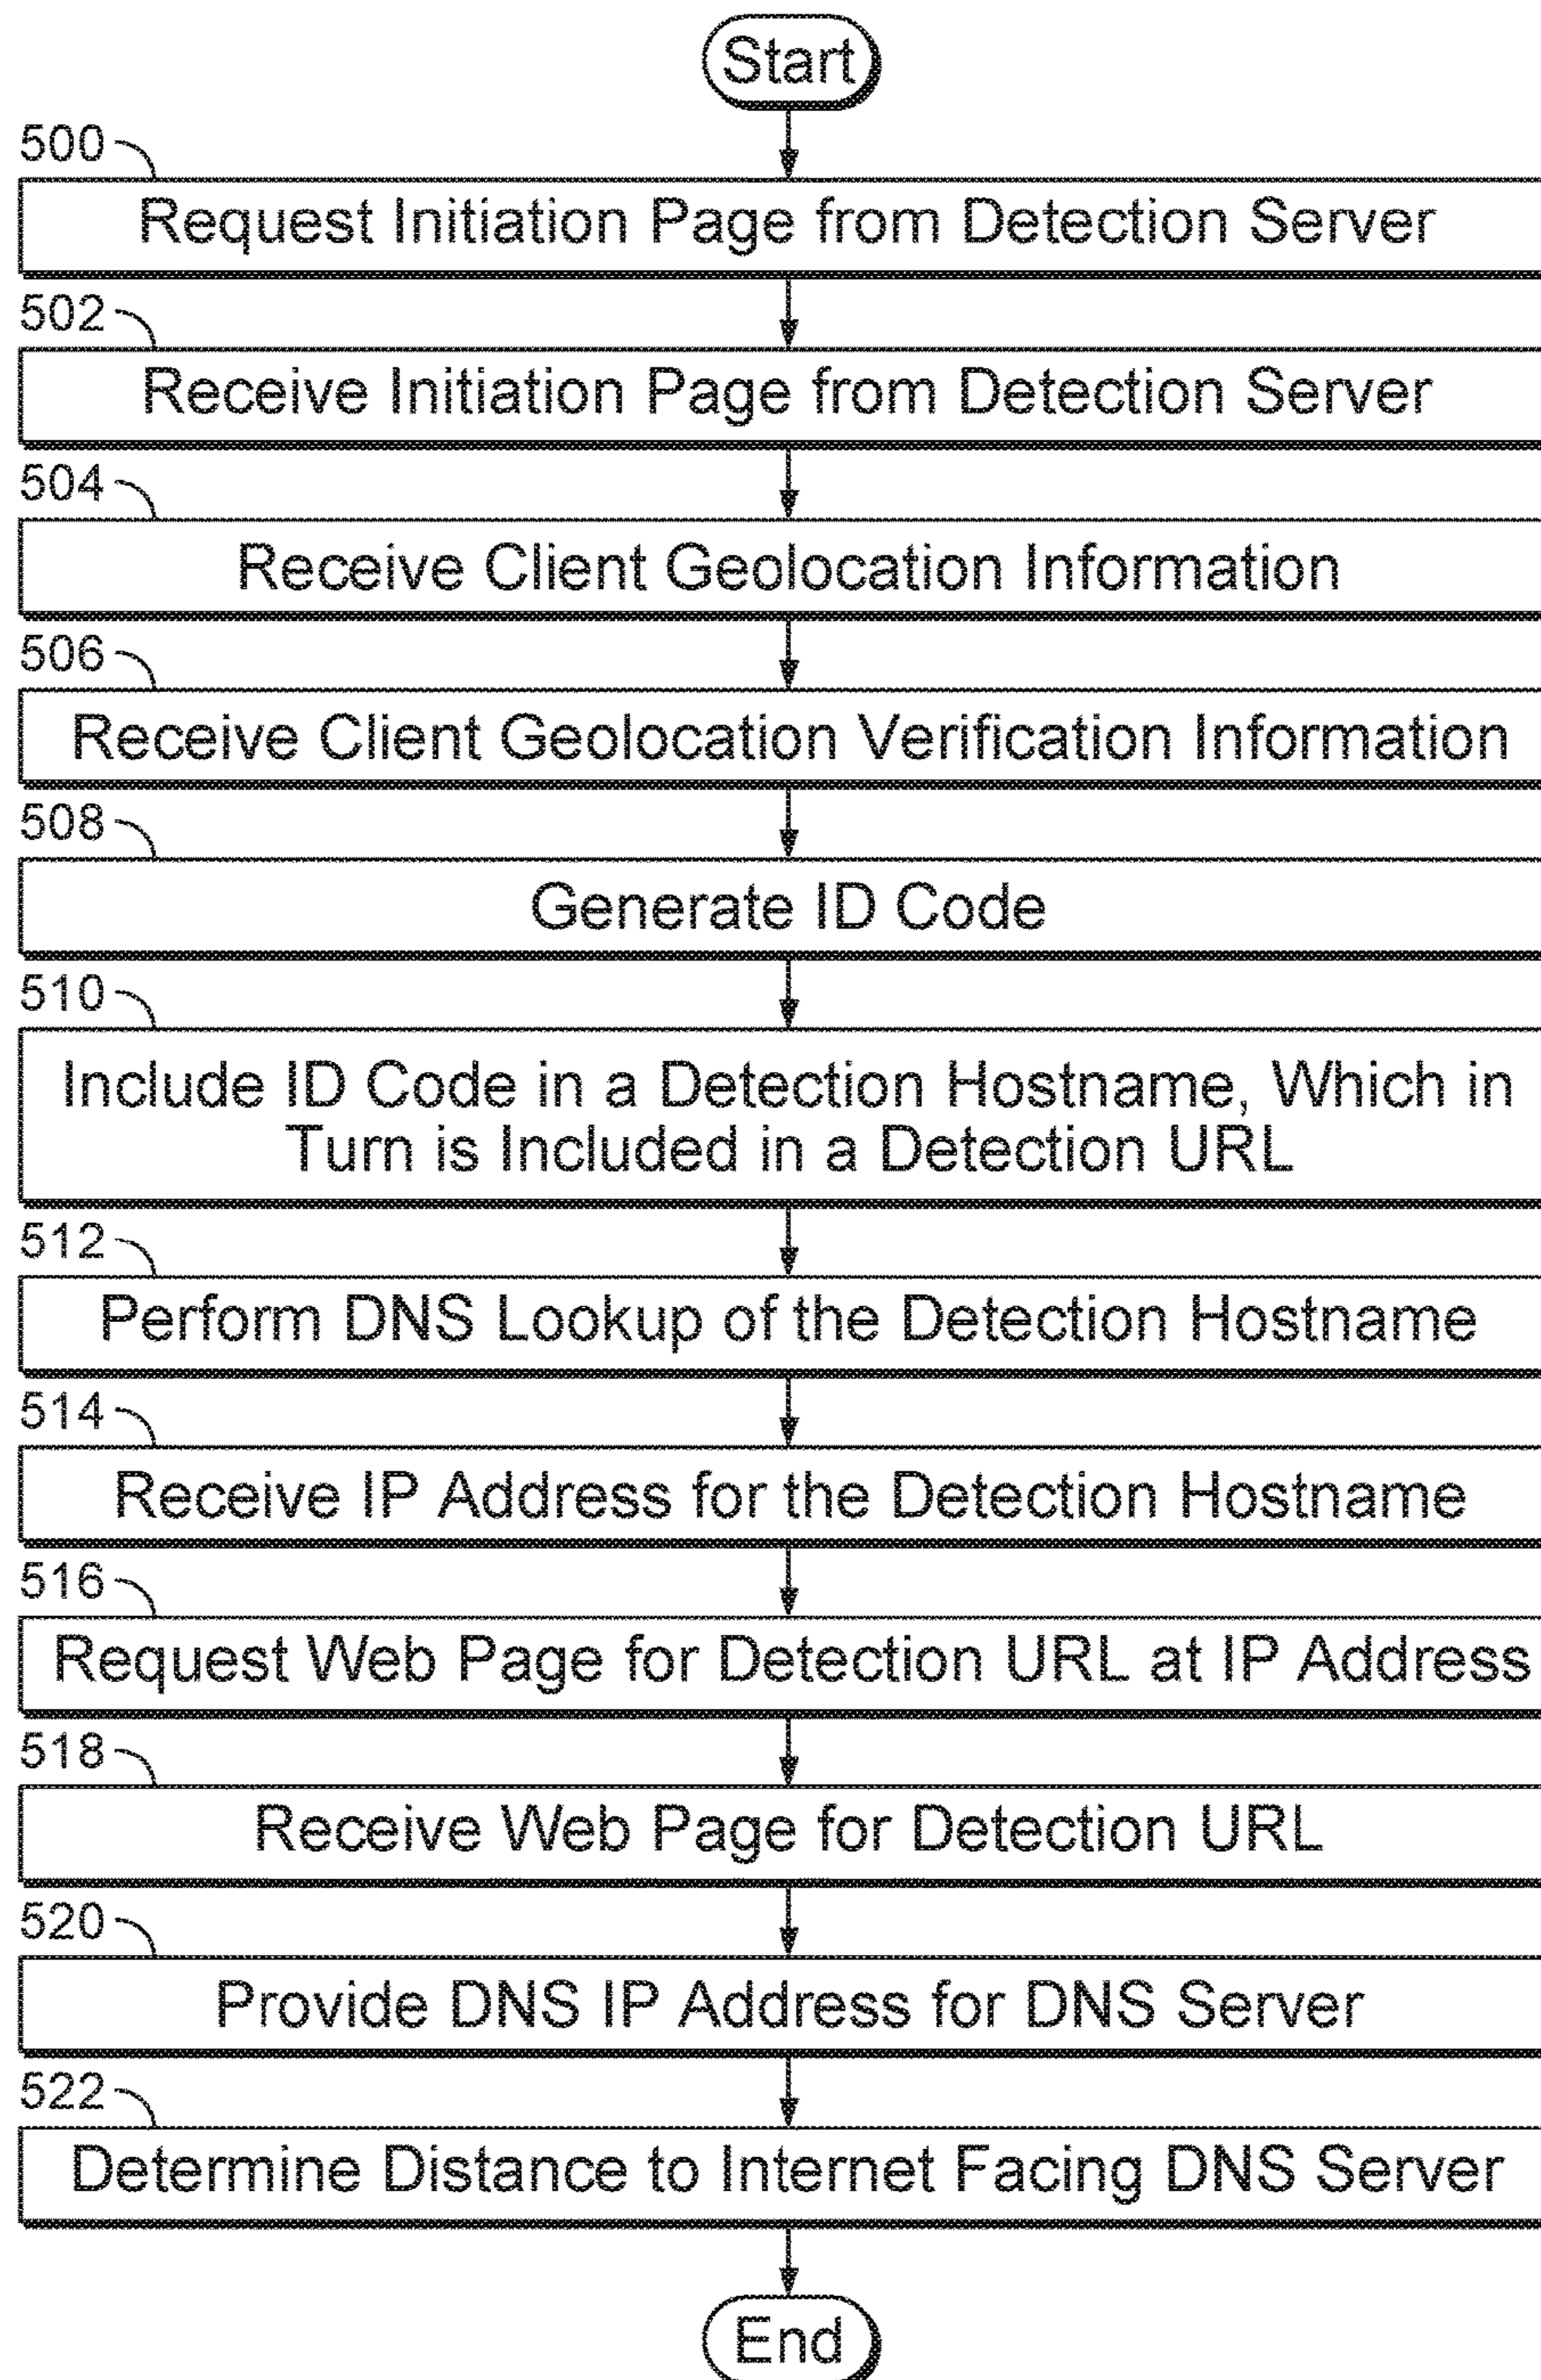 Start
500
Request Initiation Page from Detection Server
502
Receive Initiation Page from Detection Server
504
Receive Client Geolocation Information
506
Receive Client Geolocation Verification Information
508
Generate ID Code
510
Include ID Code in a Detection Hostname, Which in
Turn is Included in a Detection URL
512
Perform DNS Lookup of the Detection Hostname
514
Receive IP Address for the Detection Hostname
516
Request Web Page for Detection URL at IP Address
518
Receive Web Page for Detection URL
520
Provide DNS IP Address for DNS Server
522
Determine Distance to Internet Facing DNS Server
End